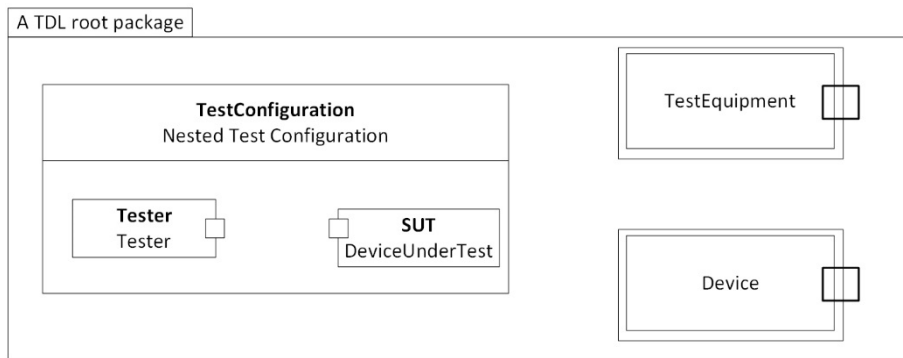 A TDL root package
TestConfiguration
Nested Test Configuration
Tester
Tester
SUT
DeviceUnderTest
TestEquipment
Device